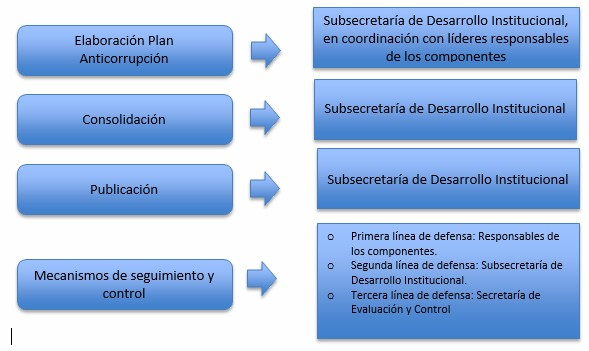 Elaboración Plan
Anticorrupción
Subsecretaría de Desarrollo Institucional,
en coordinación con líderes responsables
de los componentes
Consolidación
Subsecretaría de Desarrollo Institucional
Publicación
Subsecretaría de Desarrollo Institucional
Mecanismos de seguimiento y
control
o Primera línea de defensa: Responsables de
los componentes.
o Segunda línea de defensa: Subsecretaría de
Desarrollo Institucional.
o Tercera línea de defensa: Secretaría de
Evaluación y Control